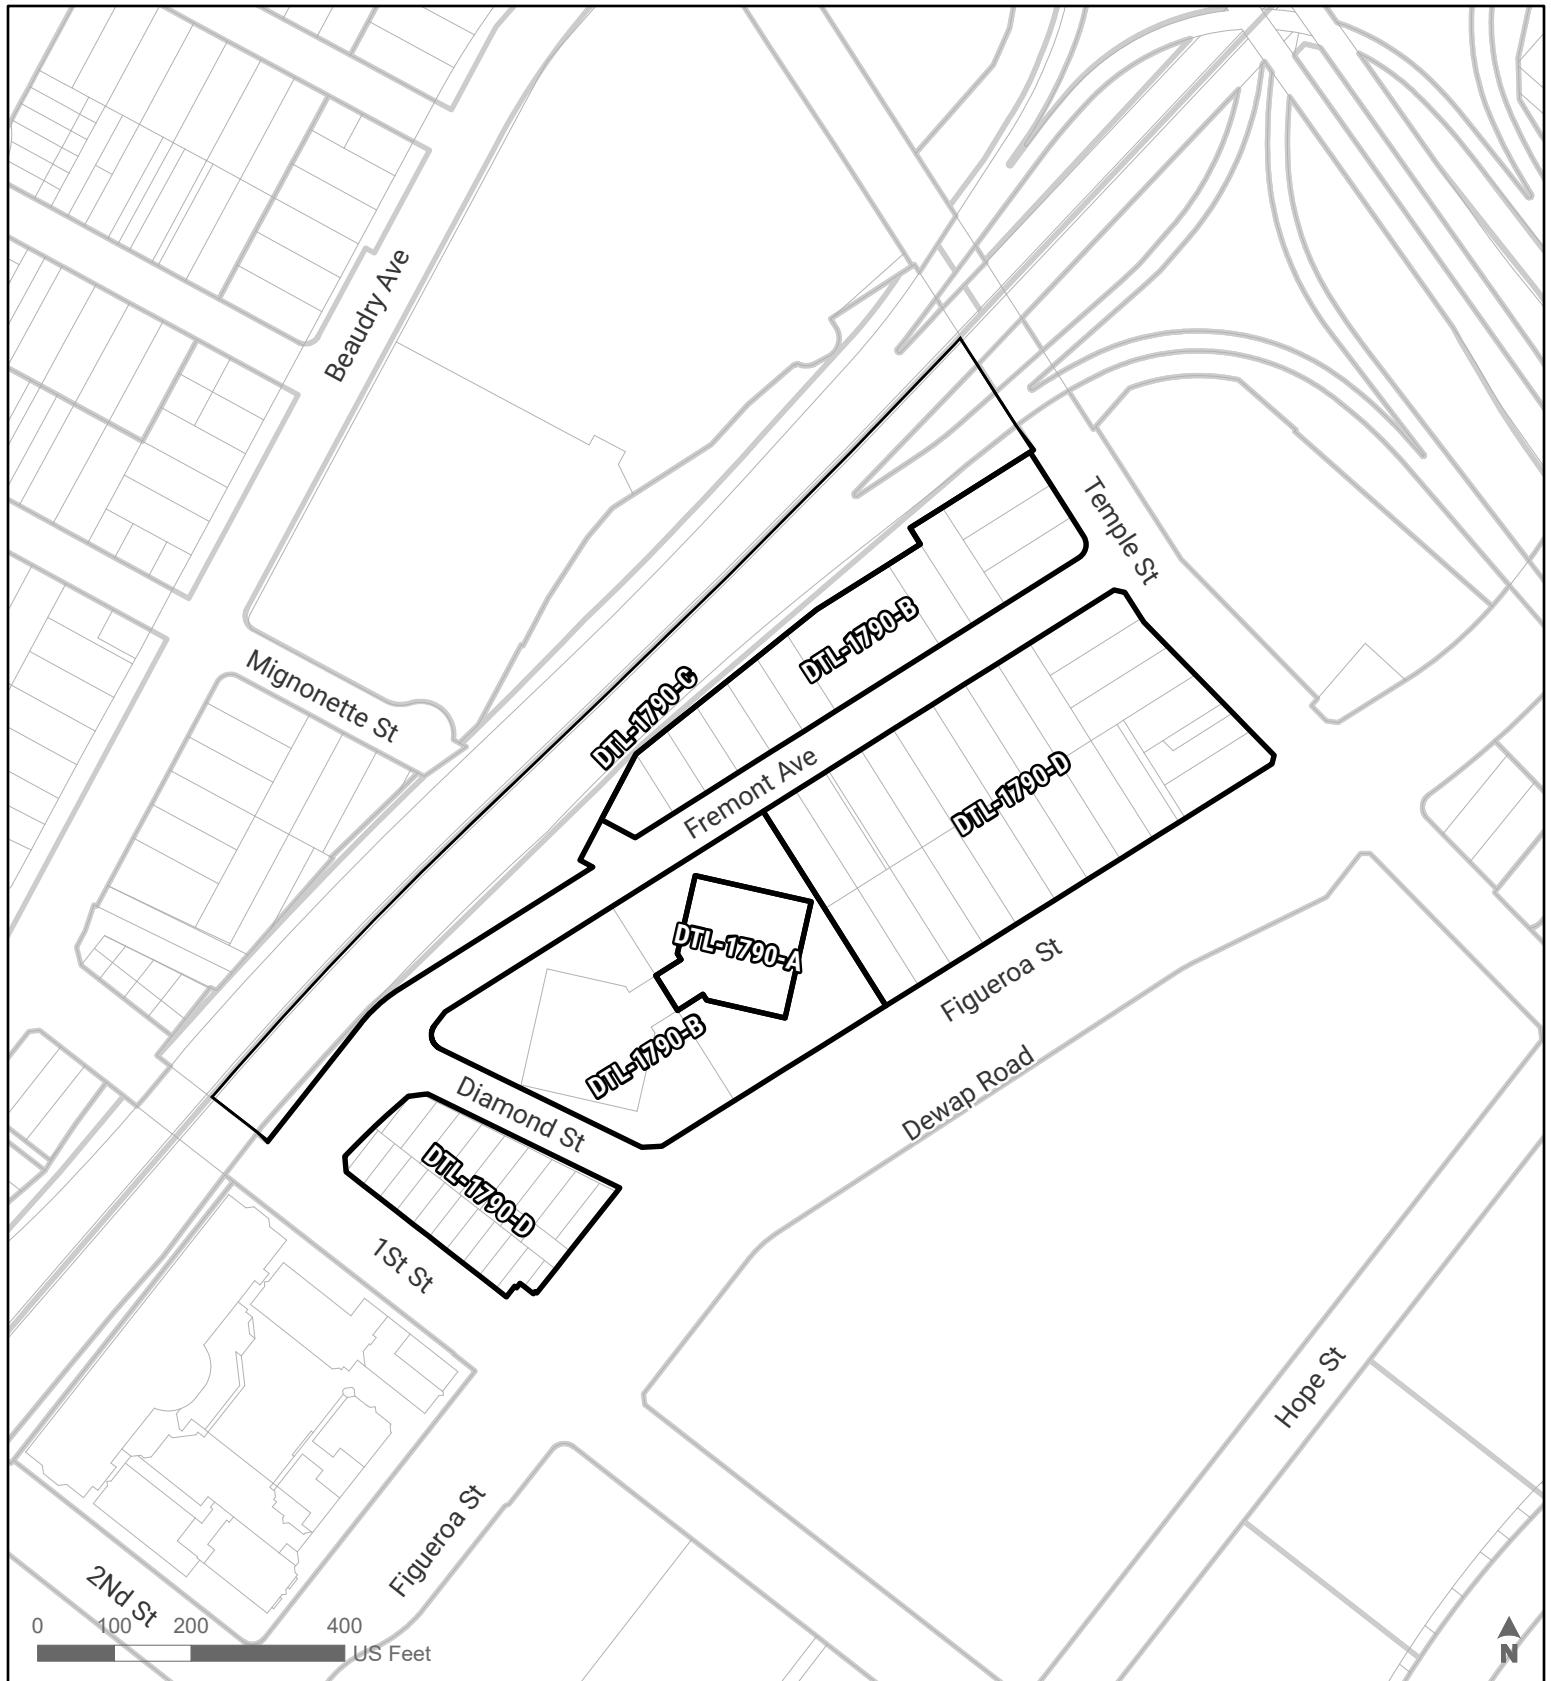 Beaudry Ave
Temple St
DTL-1790-B
Mignonette St
DTL-1790-C
Fremont Ave
DTL-1790-D
DTL-1790-A
Figueroa St
DTL-1790-B
Dewap Road
Diamond St
DTL-1790-D
1St St
Hope St
Figueroa St
2Nd St
0 100 200 400
US Feet
N